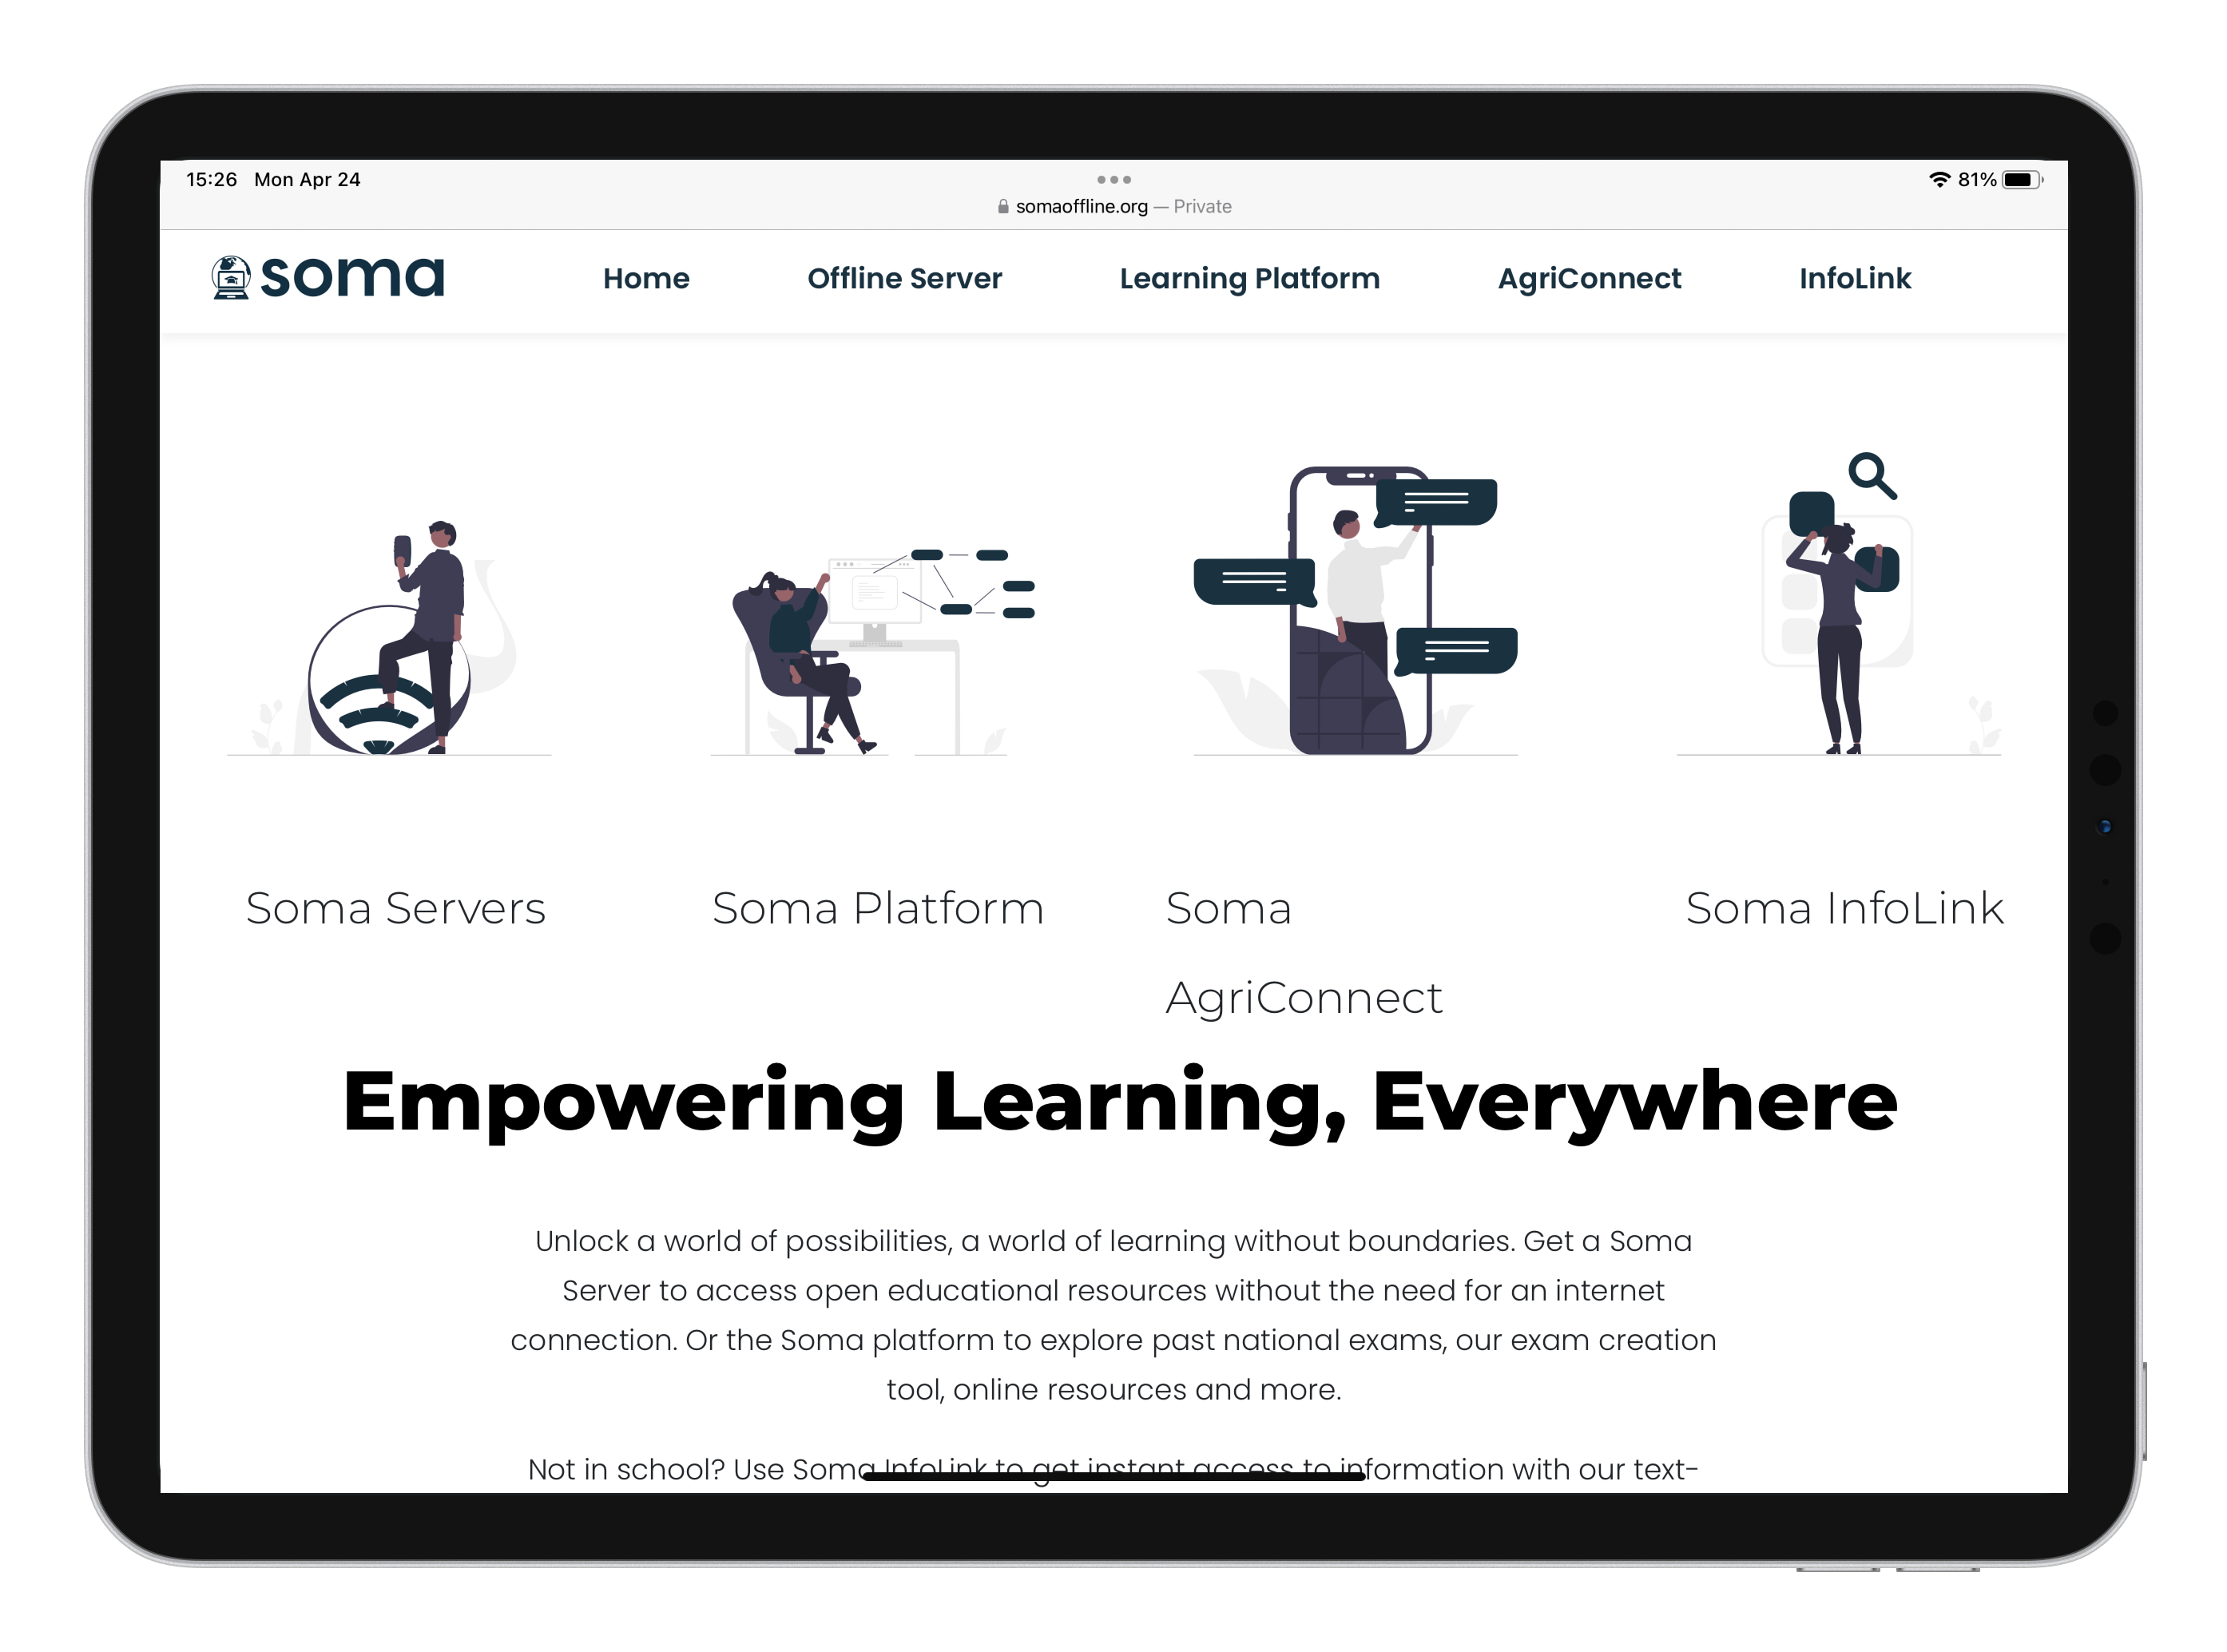 15:26 Mon Apr 24
81%
somaoffline.org — Private
soma
Home
Offline Server
Learning Platform
AgriConnect
InfoLink
Soma Servers
Soma Platform
Soma
AgriConnect
Soma InfoLink
Empowering Learning, Everywhere
Unlock a world of possibilities, a world of learning without boundaries. Get a Soma
Server to access open educational resources without the need for an internet
connection. Or the Soma platform to explore past national exams, our exam creation
tool, online resources and more.
Not in school? Use Soma InfoLink to get instant access to information with our text-